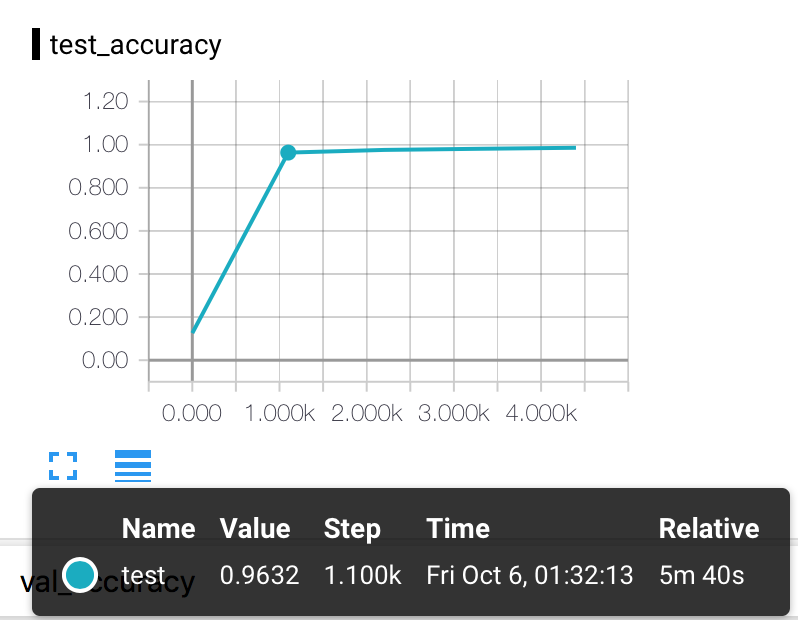 test_accuracy
1.20
1.00
0.800
0.600
0.400
0.200
0.00
0.000 1.000k 2.000k 3.000k 4.000k
Name Value Step Time Relative
test 0.9632 1.100k Fri Oct 6, 01:32:13 5m 40s
val_accuracy